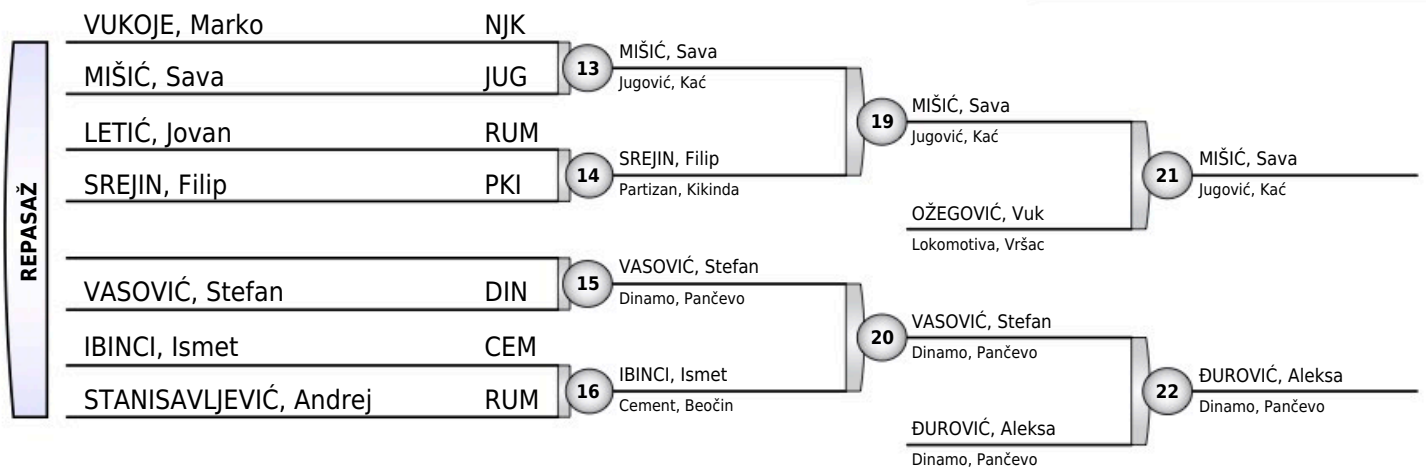 REPASAŽ
VUKOJE, Marko NJK
MIŠIĆ, Sava JUG
LETIĆ, Jovan RUM
SREJIN, Filip PKI
VASOVIĆ, Stefan DIN
IBINCI, Ismet CEM
STANISAVLJEVIĆ, Andrej RUM
13
MIŠIĆ, Sava
Jugović, Kać
14
SREJIN, Filip
Partizan, Kikinda
15
VASOVIĆ, Stefan
Dinamo, Pančevo
16
IBINCI, Ismet
Cement, Beočin
19
MIŠIĆ, Sava
Jugović, Kać
OŽEGOVIĆ, Vuk
Lokomotiva, Vršac
20
VASOVIĆ, Stefan
Dinamo, Pančevo
ĐUROVIĆ, Aleksa
Dinamo, Pančevo
21
MIŠIĆ, Sava
Jugović, Kać
22
ĐUROVIĆ, Aleksa
Dinamo, Pančevo